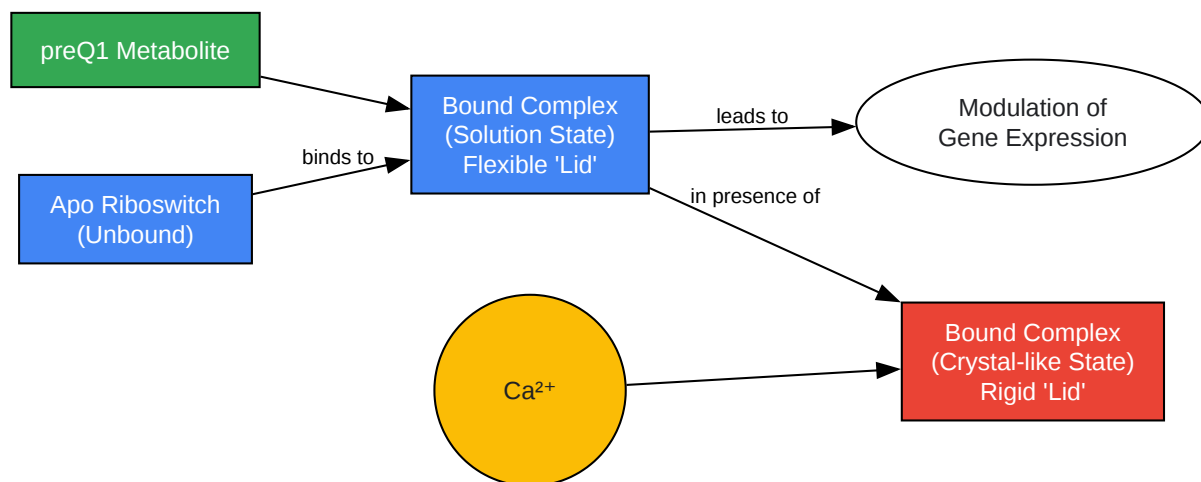 preQ1 Metabolite
Apo Riboswitch
(Unbound)
binds to
Bound Complex
(Solution State)
Flexible 'Lid'
leads to
Modulation of
Gene Expression
in presence of
Ca²⁺
Bound Complex
(Crystal-like State)
Rigid 'Lid'